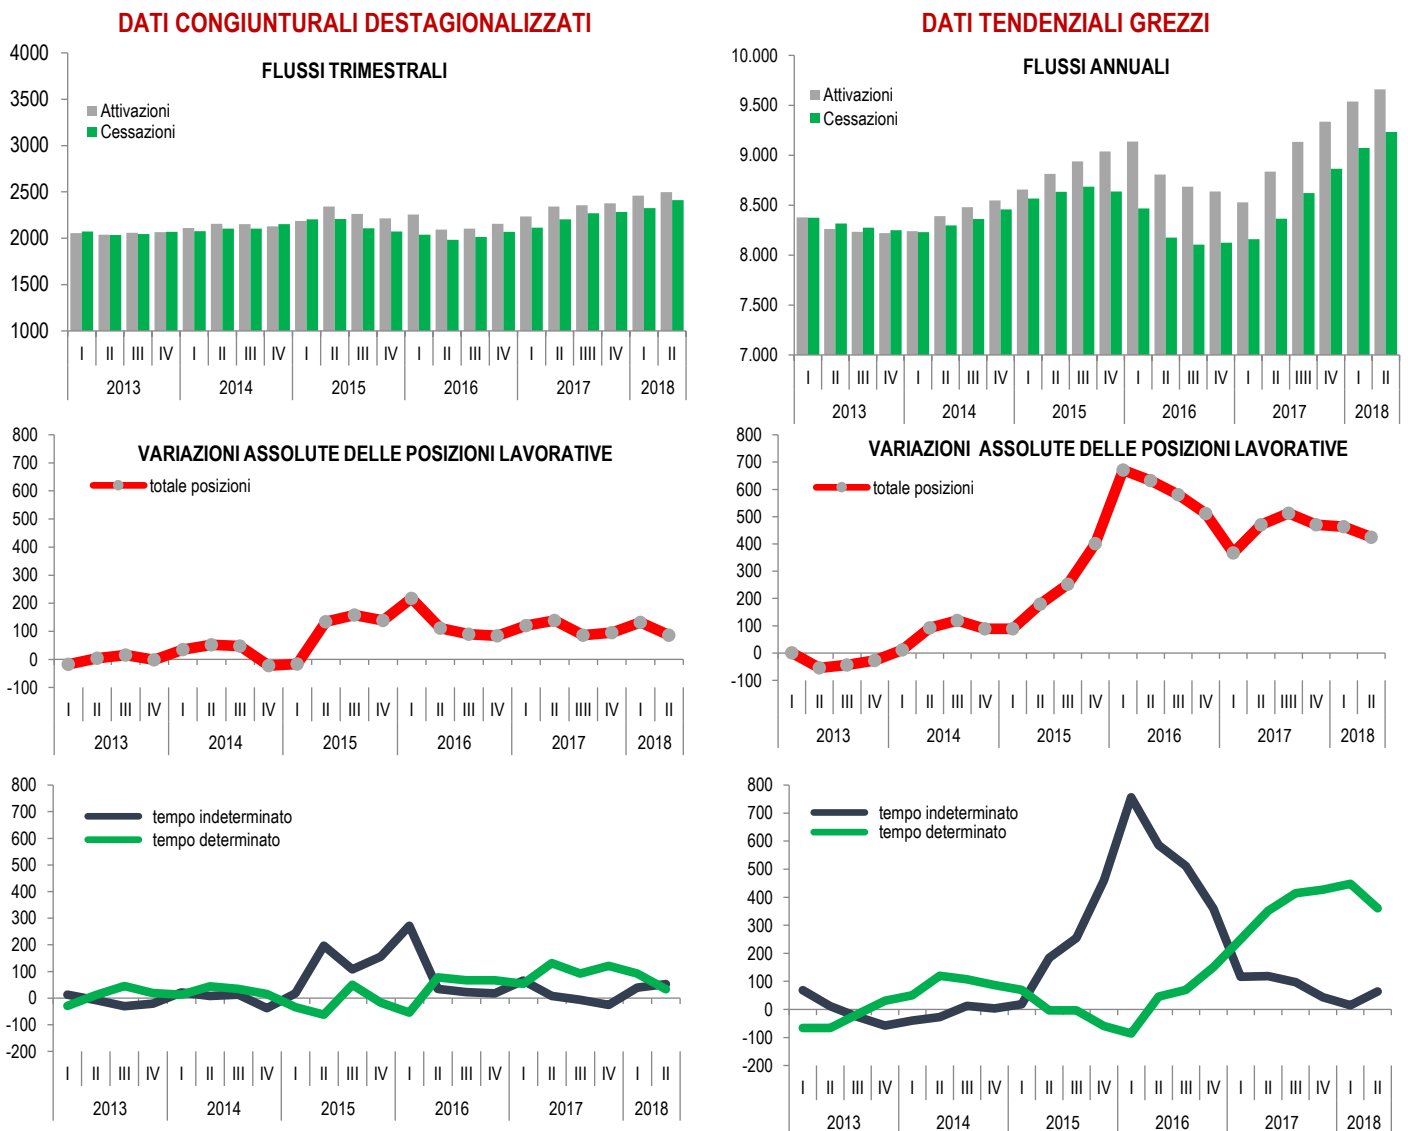 DATI CONGIUNTURALI DESTAGIONALIZZATI
FLUSSI TRIMESTRALI
4000
3500
3000
2500
2000
1500
1000
Attivazioni
Cessazioni
I II III IV I II III IV I II III IV I II III IV I II IIII IV I II
2013 2014 2015 2016 2017 2018
DATI TENDENZIALI GREZZI
FLUSSI ANNUALI
10.000
9.500
9.000
8.500
8.000
7.500
7.000
Attivazioni
Cessazioni
I II III IV I II III IV I II III IV I II III IV I II IIII IV I II
2013 2014 2015 2016 2017 2018
VARIAZIONI ASSOLUTE DELLE POSIZIONI LAVORATIVE
totale posizioni
800
700
600
500
400
300
200
100
0
-100
I II III IV I II III IV I II III IV I II III IV I II IIII IV I II
2013 2014 2015 2016 2017 2018
VARIAZIONI ASSOLUTE DELLE POSIZIONI LAVORATIVE
totale posizioni
800
700
600
500
400
300
200
100
0
-100
I II III IV I II III IV I II III IV I II III IV I II IIII IV I II
2013 2014 2015 2016 2017 2018
800
700
600
500
400
300
200
100
0
-100
-200
tempo indeterminato
tempo determinato
I II III IV I II III IV I II III IV I II III IV I II III IV I II
2013 2014 2015 2016 2017 2018
800
700
600
500
400
300
200
100
0
-100
-200
tempo indeterminato
tempo determinato
I II III IV I II III IV I II III IV I II III IV I II III IV I II
2013 2014 2015 2016 2017 2018